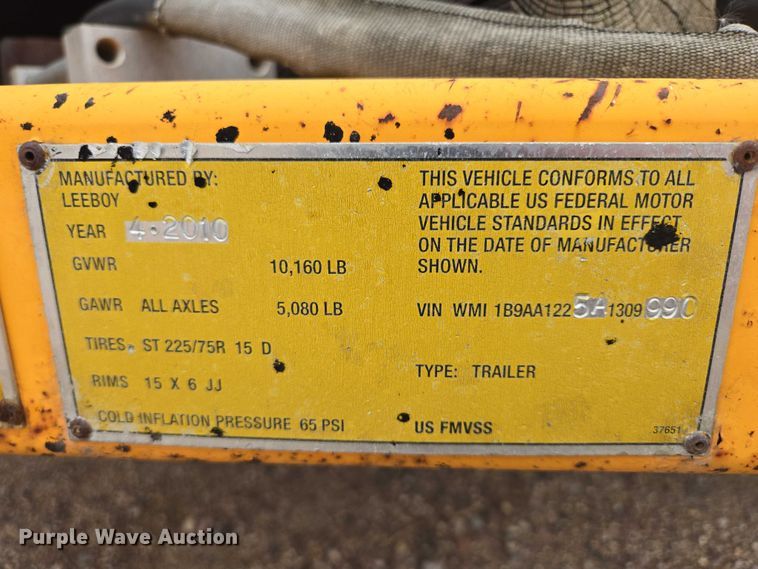 MANUFACTURED BY:
LEEBOY
YEAR 4-2010
GVWR 10,160 LB
GAWR ALL AXLES 5,080 LB
TIRES ST 225/75R 15 D
RIMS 15 X 6 JJ
COLD INFLATION PRESSURE 65 PSI
THIS VEHICLE CONFORMS TO ALL
APPLICABLE US FEDERAL MOTOR
VEHICLE STANDARDS IN EFFECT
ON THE DATE OF MANUFACTURER
SHOWN.
VIN WMI 1B9AA122 5A 1309 990
TYPE: TRAILER
US FMVSS
37651
Purple Wave Auction